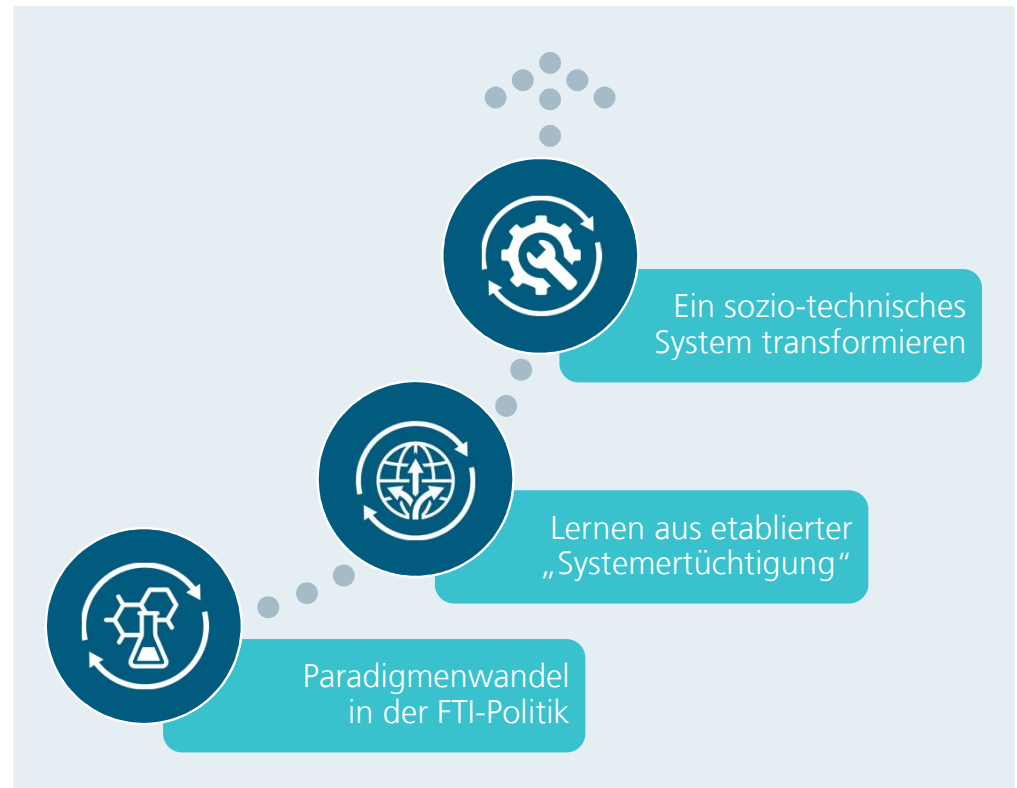 Ein sozio-technisches
System transformieren
Lernen aus etablierter
„Systemertüchtigung“
Paradigmenwandel
in der FTI-Politik